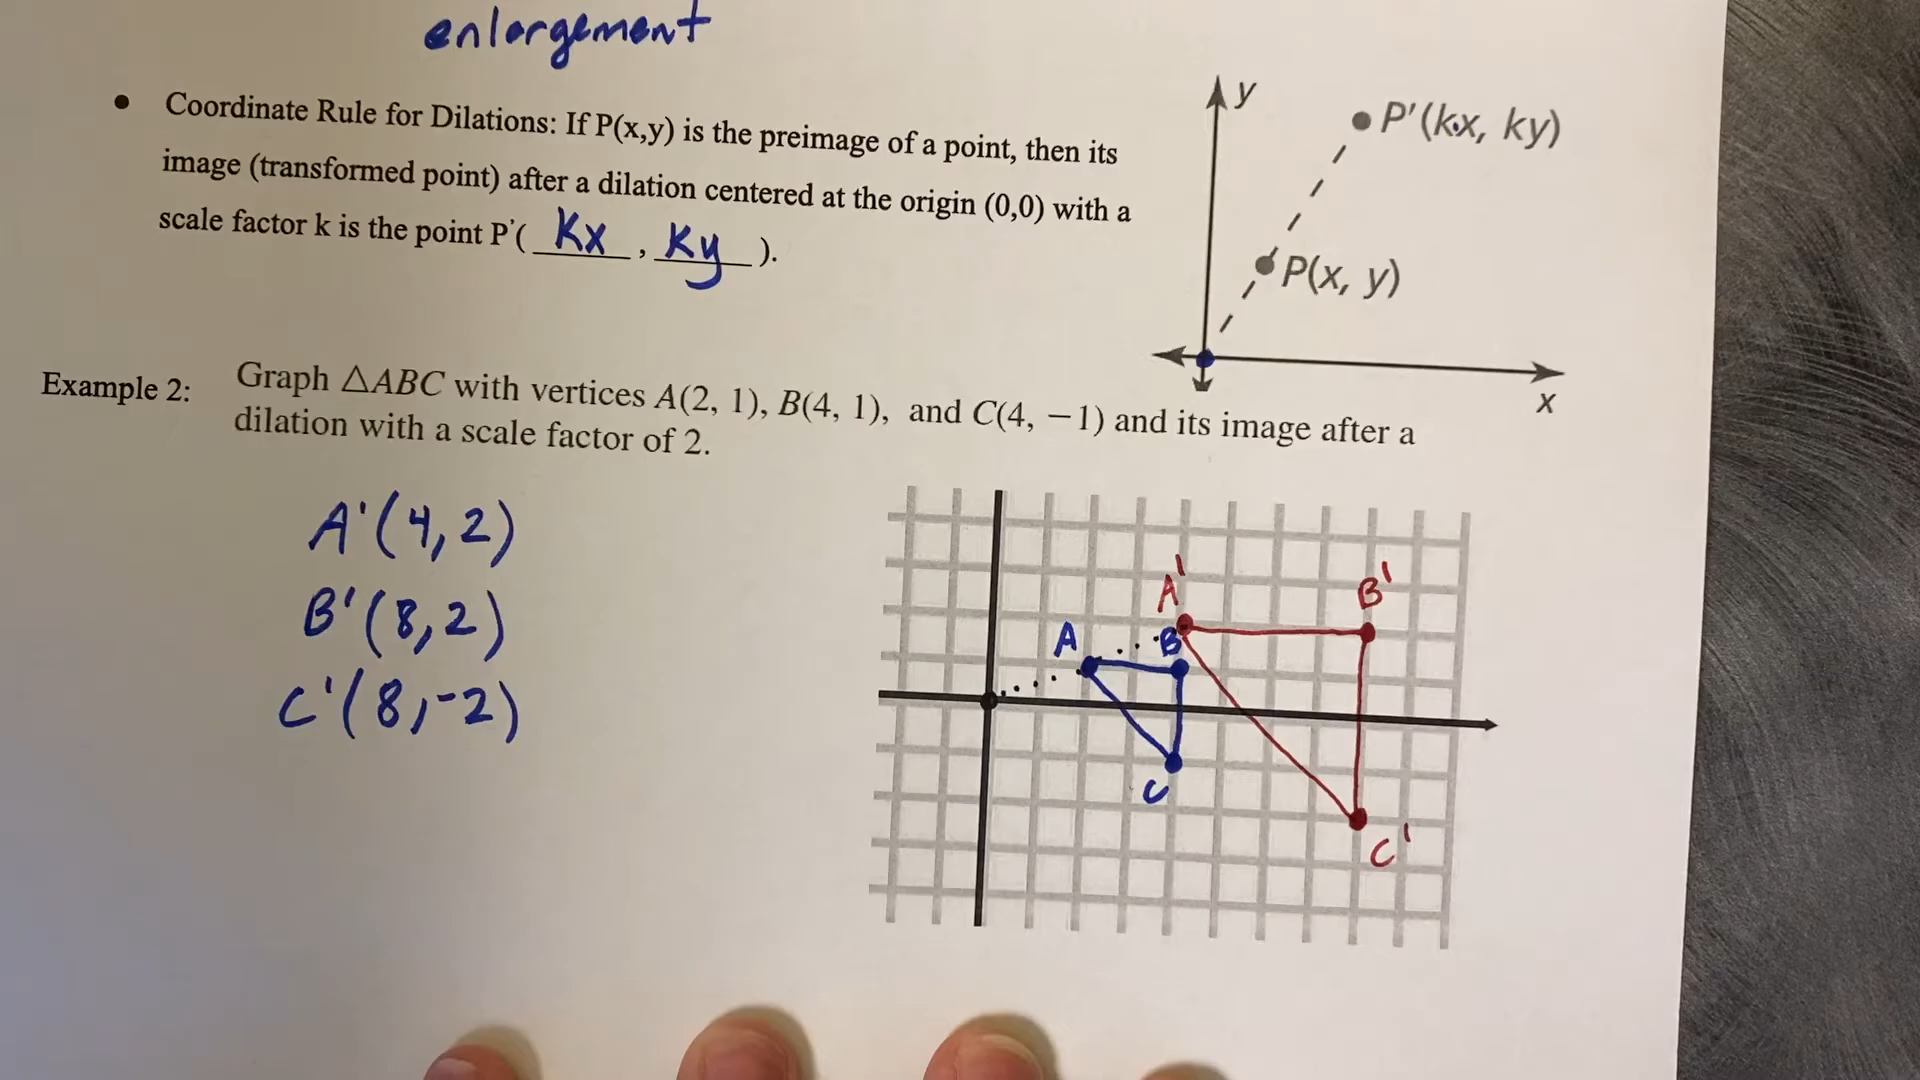 enlargement
• Coordinate Rule for Dilations: If P(x,y) is the preimage of a point, then its
image (transformed point) after a dilation centered at the origin (0,0) with a
scale factor k is the point P'( kx , ky ).
y
P'(k·x, ky)
P(x, y)
x
Example 2: Graph △ABC with vertices A(2, 1), B(4, 1), and C(4, −1) and its image after a
dilation with a scale factor of 2.
A'(4,2)
B'(8,2)
C'(8,-2)
A'
B'
A
B
C
C'